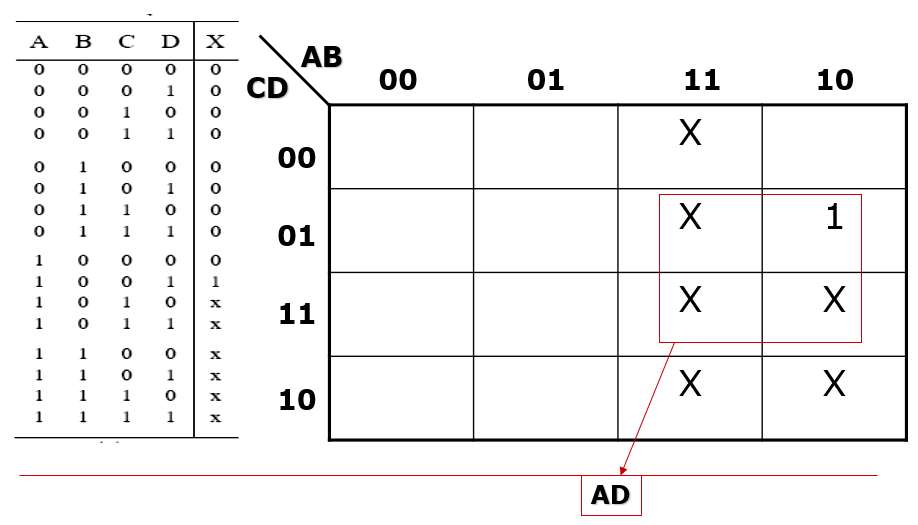 A B C D X
0 0 0 0 0
0 0 0 1 0
0 0 1 0 0
0 0 1 1 0
0 1 0 0 0
0 1 0 1 0
0 1 1 0 0
0 1 1 1 0
1 0 0 0 0
1 0 0 1 1
1 0 1 0 x
1 0 1 1 x
1 1 0 0 x
1 1 0 1 x
1 1 1 0 x
1 1 1 1 x
AB
CD
00 01 11 10
00 X
01 X 1
11 X X
10 X X
AD